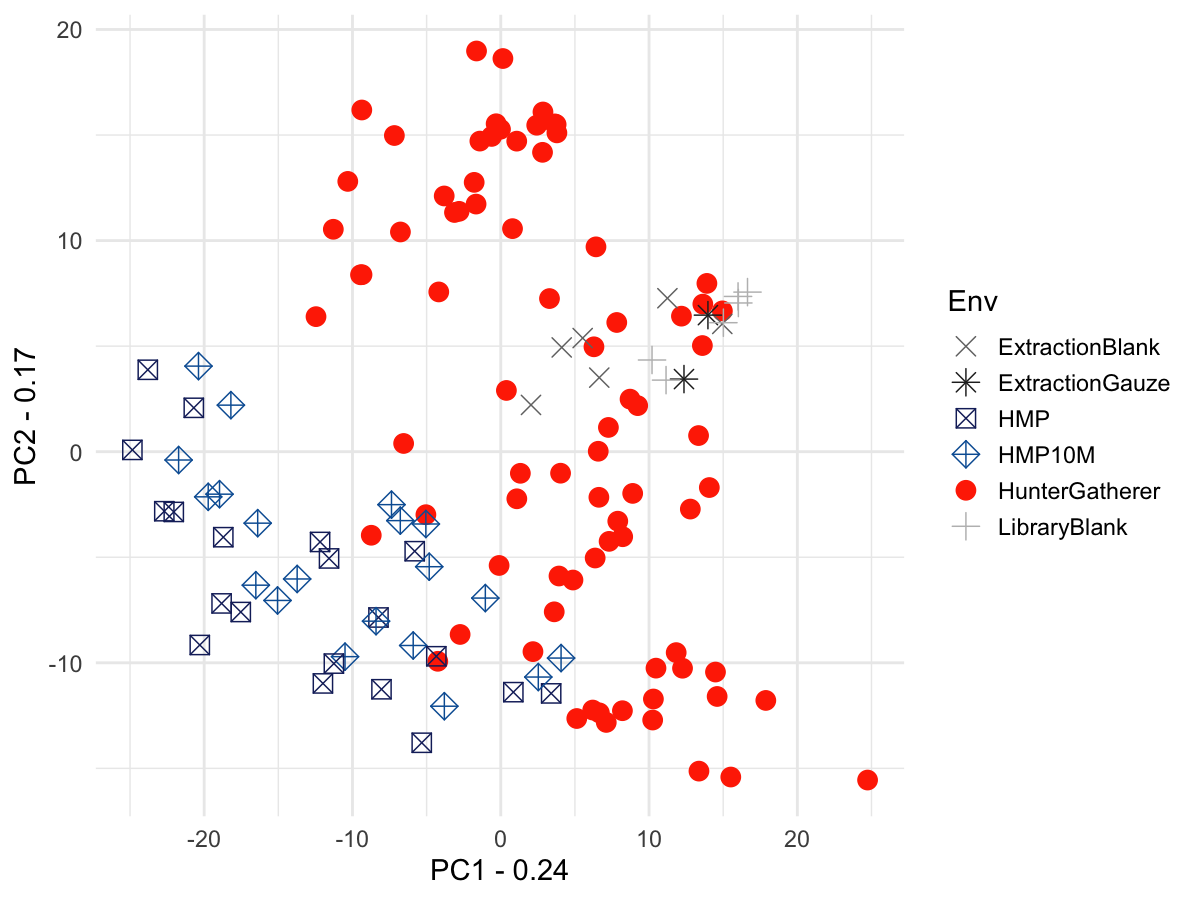 20
10
0
-10
-20
-10
0
10
20
PC2 - 0.17
PC1 - 0.24
Env
ExtractionBlank
ExtractionGauze
HMP
HMP10M
HunterGatherer
LibraryBlank